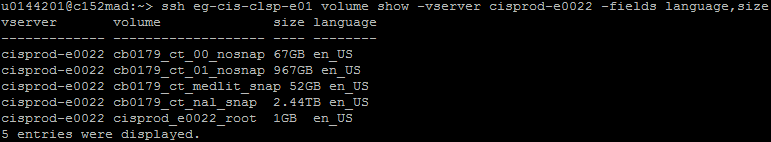 u0144201@c152mad:~> ssh eg-cis-clsp-e01 volume show -vserver cisprod-e0022 -fields language,size
vserver       volume              size language
------------- ------------------- ---- --------
cisprod-e0022 cb0179_ct_00_nosnap 67GB en_US
cisprod-e0022 cb0179_ct_01_nosnap 967GB en_US
cisprod-e0022 cb0179_ct_medlit_snap 52GB en_US
cisprod-e0022 cb0179_ct_nal_snap  2.44TB en_US
cisprod-e0022 cisprod_e0022_root  1GB  en_US
5 entries were displayed.